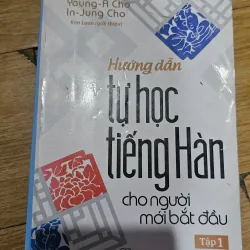 Young-A Cho
In-Jung Cho
Hướng dẫn
tự học
tiếng Hàn
cho người
mới bắt đầu
Tập 1